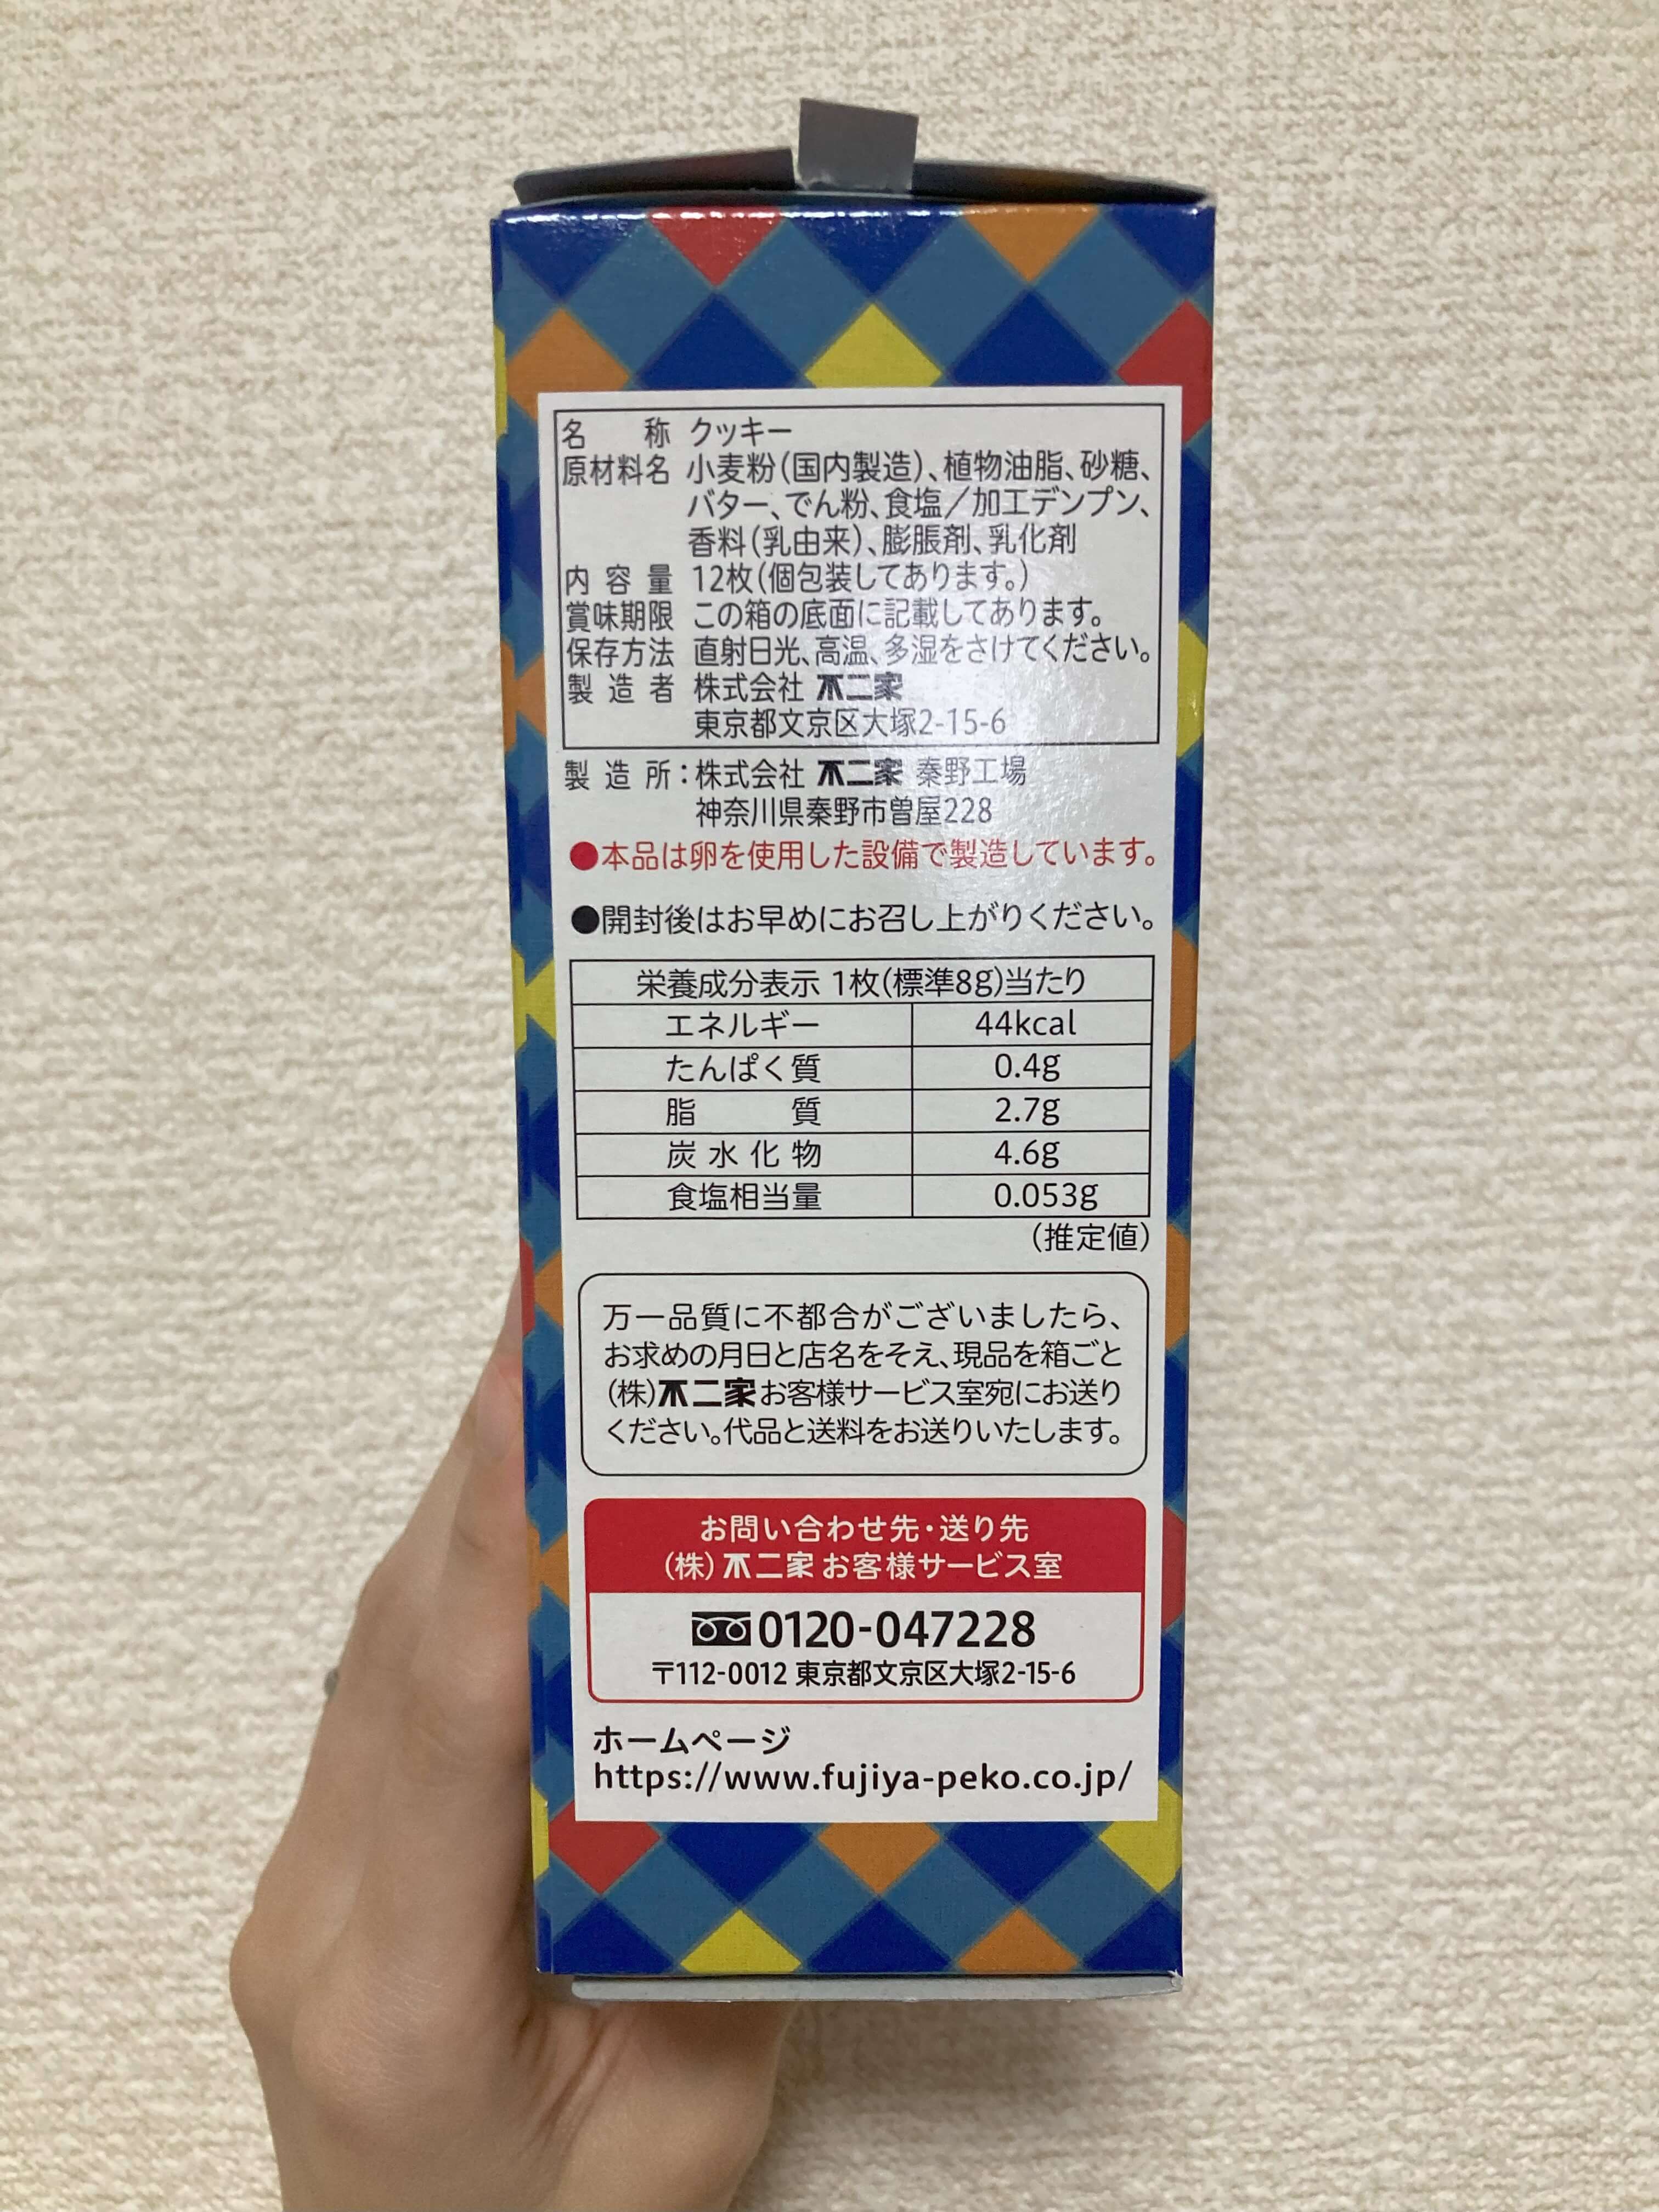 名称 クッキー
原材料名 小麦粉(国内製造)、植物油脂、砂糖、
バター、でん粉、食塩/加工デンプン、
香料(乳由来)、膨脹剤、乳化剤
内容量 12枚(個包装してあります。)
賞味期限 この箱の底面に記載してあります。
保存方法 直射日光、高温、多湿をさけてください。
製造者 株式会社 不二家
東京都文京区大塚2-15-6
製造所:株式会社 不二家 秦野工場
神奈川県秦野市曽屋228
●本品は卵を使用した設備で製造しています。
●開封後はお早めにお召し上がりください。
栄養成分表示 1枚(標準8g)当たり
エネルギー 44kcal
たんぱく質 0.4g
脂質 2.7g
炭水化物 4.6g
食塩相当量 0.053g
(推定値)
万一品質に不都合がございましたら、
お求めの月日と店名をそえ、現品を箱ごと
(株)不二家お客様サービス室宛にお送り
ください。代品と送料をお送りいたします。
お問い合わせ先・送り先
(株)不二家お客様サービス室
0120-047228
〒112-0012 東京都文京区大塚2-15-6
ホームページ
https://www.fujiya-peko.co.jp/